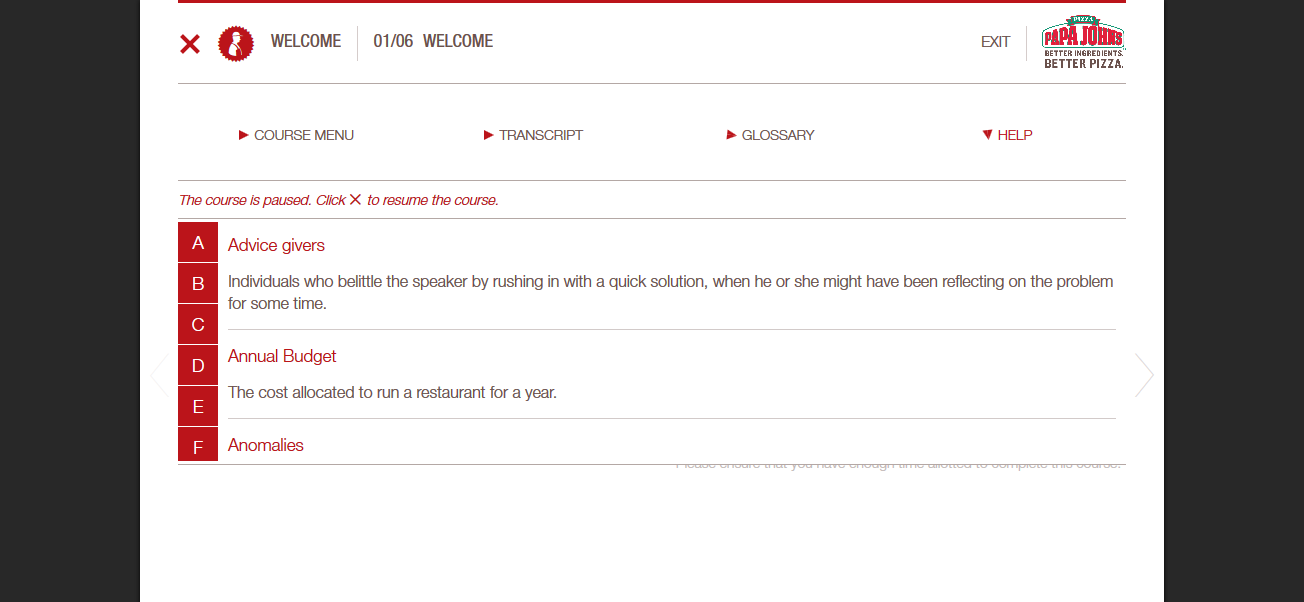 WELCOME
01/06 WELCOME
EXIT
PIZZA
PAPA JOHNS
BETTER INGREDIENTS.
BETTER PIZZA.
COURSE MENU
TRANSCRIPT
GLOSSARY
HELP
The course is paused. Click ✕ to resume the course.
A
B
C
D
E
F
Advice givers
Individuals who belittle the speaker by rushing in with a quick solution, when he or she might have been reflecting on the problem
for some time.
Annual Budget
The cost allocated to run a restaurant for a year.
Anomalies
Please ensure that you have enough time allotted to complete this course.